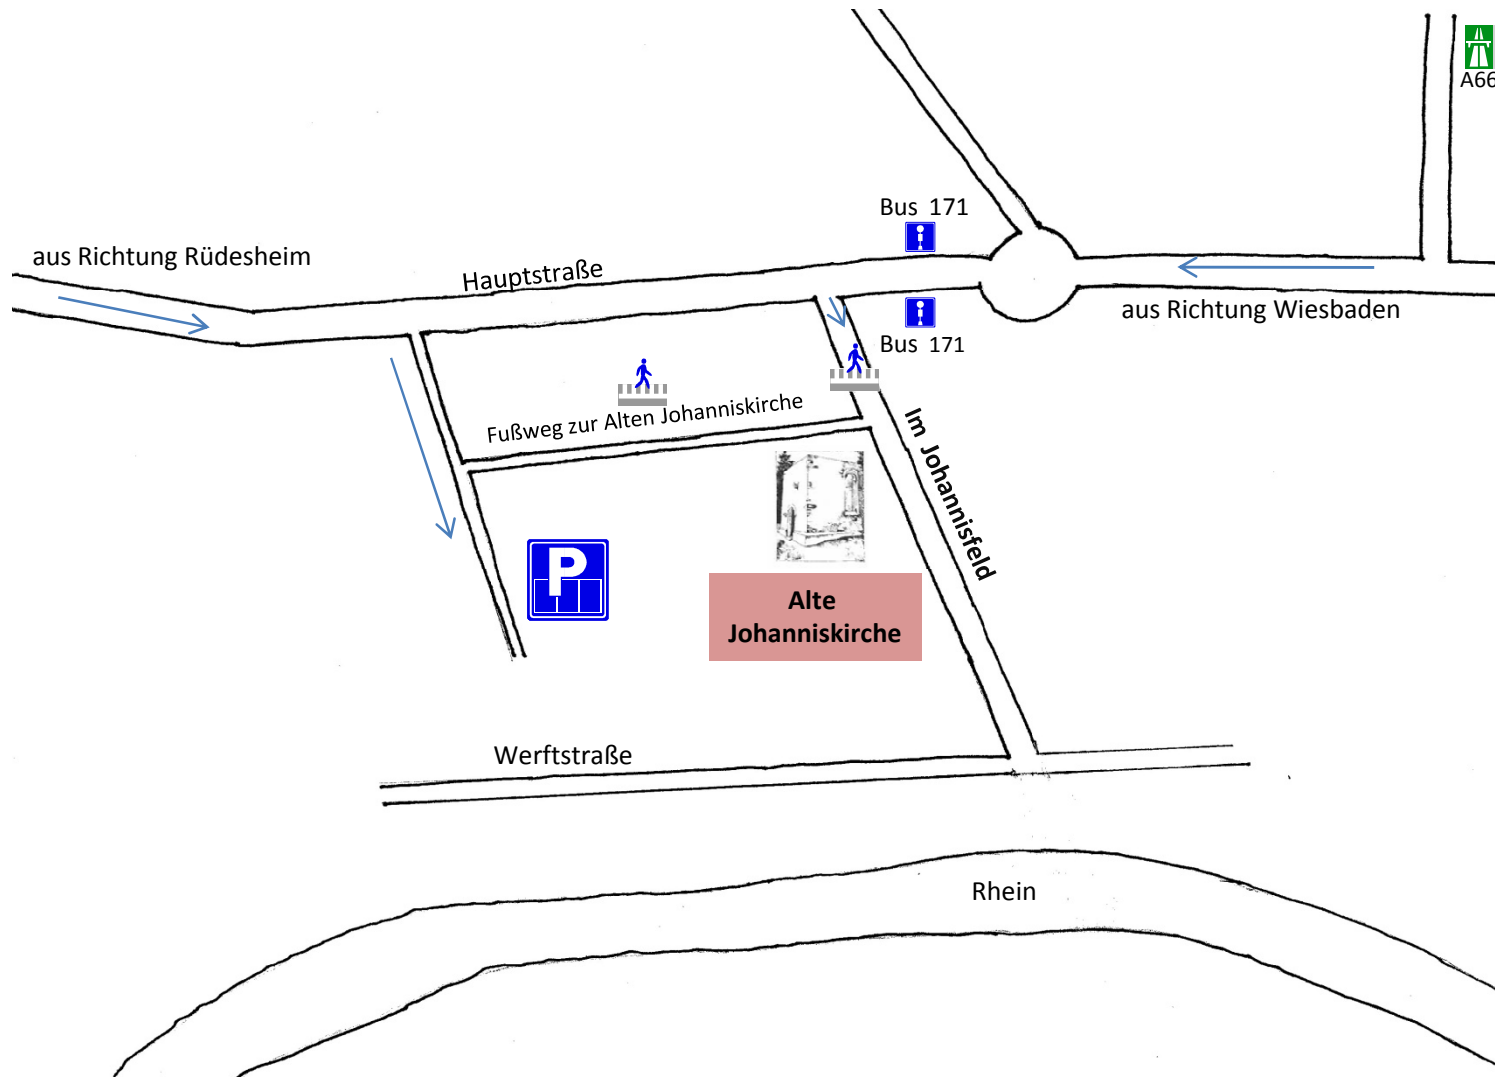 A66
Bus 171
aus Richtung Rüdesheim
Hauptstraße
aus Richtung Wiesbaden
Bus 171
Fußweg zur Alten Johanniskirche
Im Johannisfeld
P
Alte
Johanniskirche
Werftstraße
Rhein